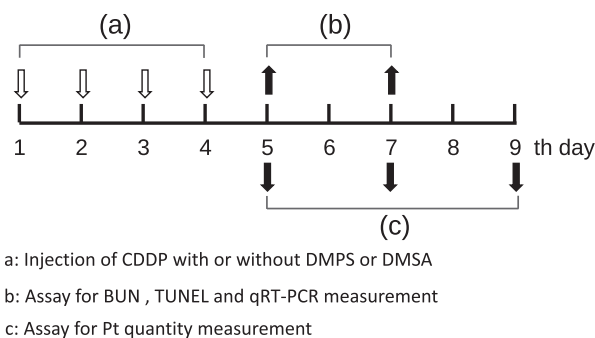 (a) (b)
1 2 3 4 5 6 7 8 9 th day
(c)
a: Injection of CDDP with or without DMPS or DMSA
b: Assay for BUN , TUNEL and qRT-PCR measurement
c: Assay for Pt quantity measurement